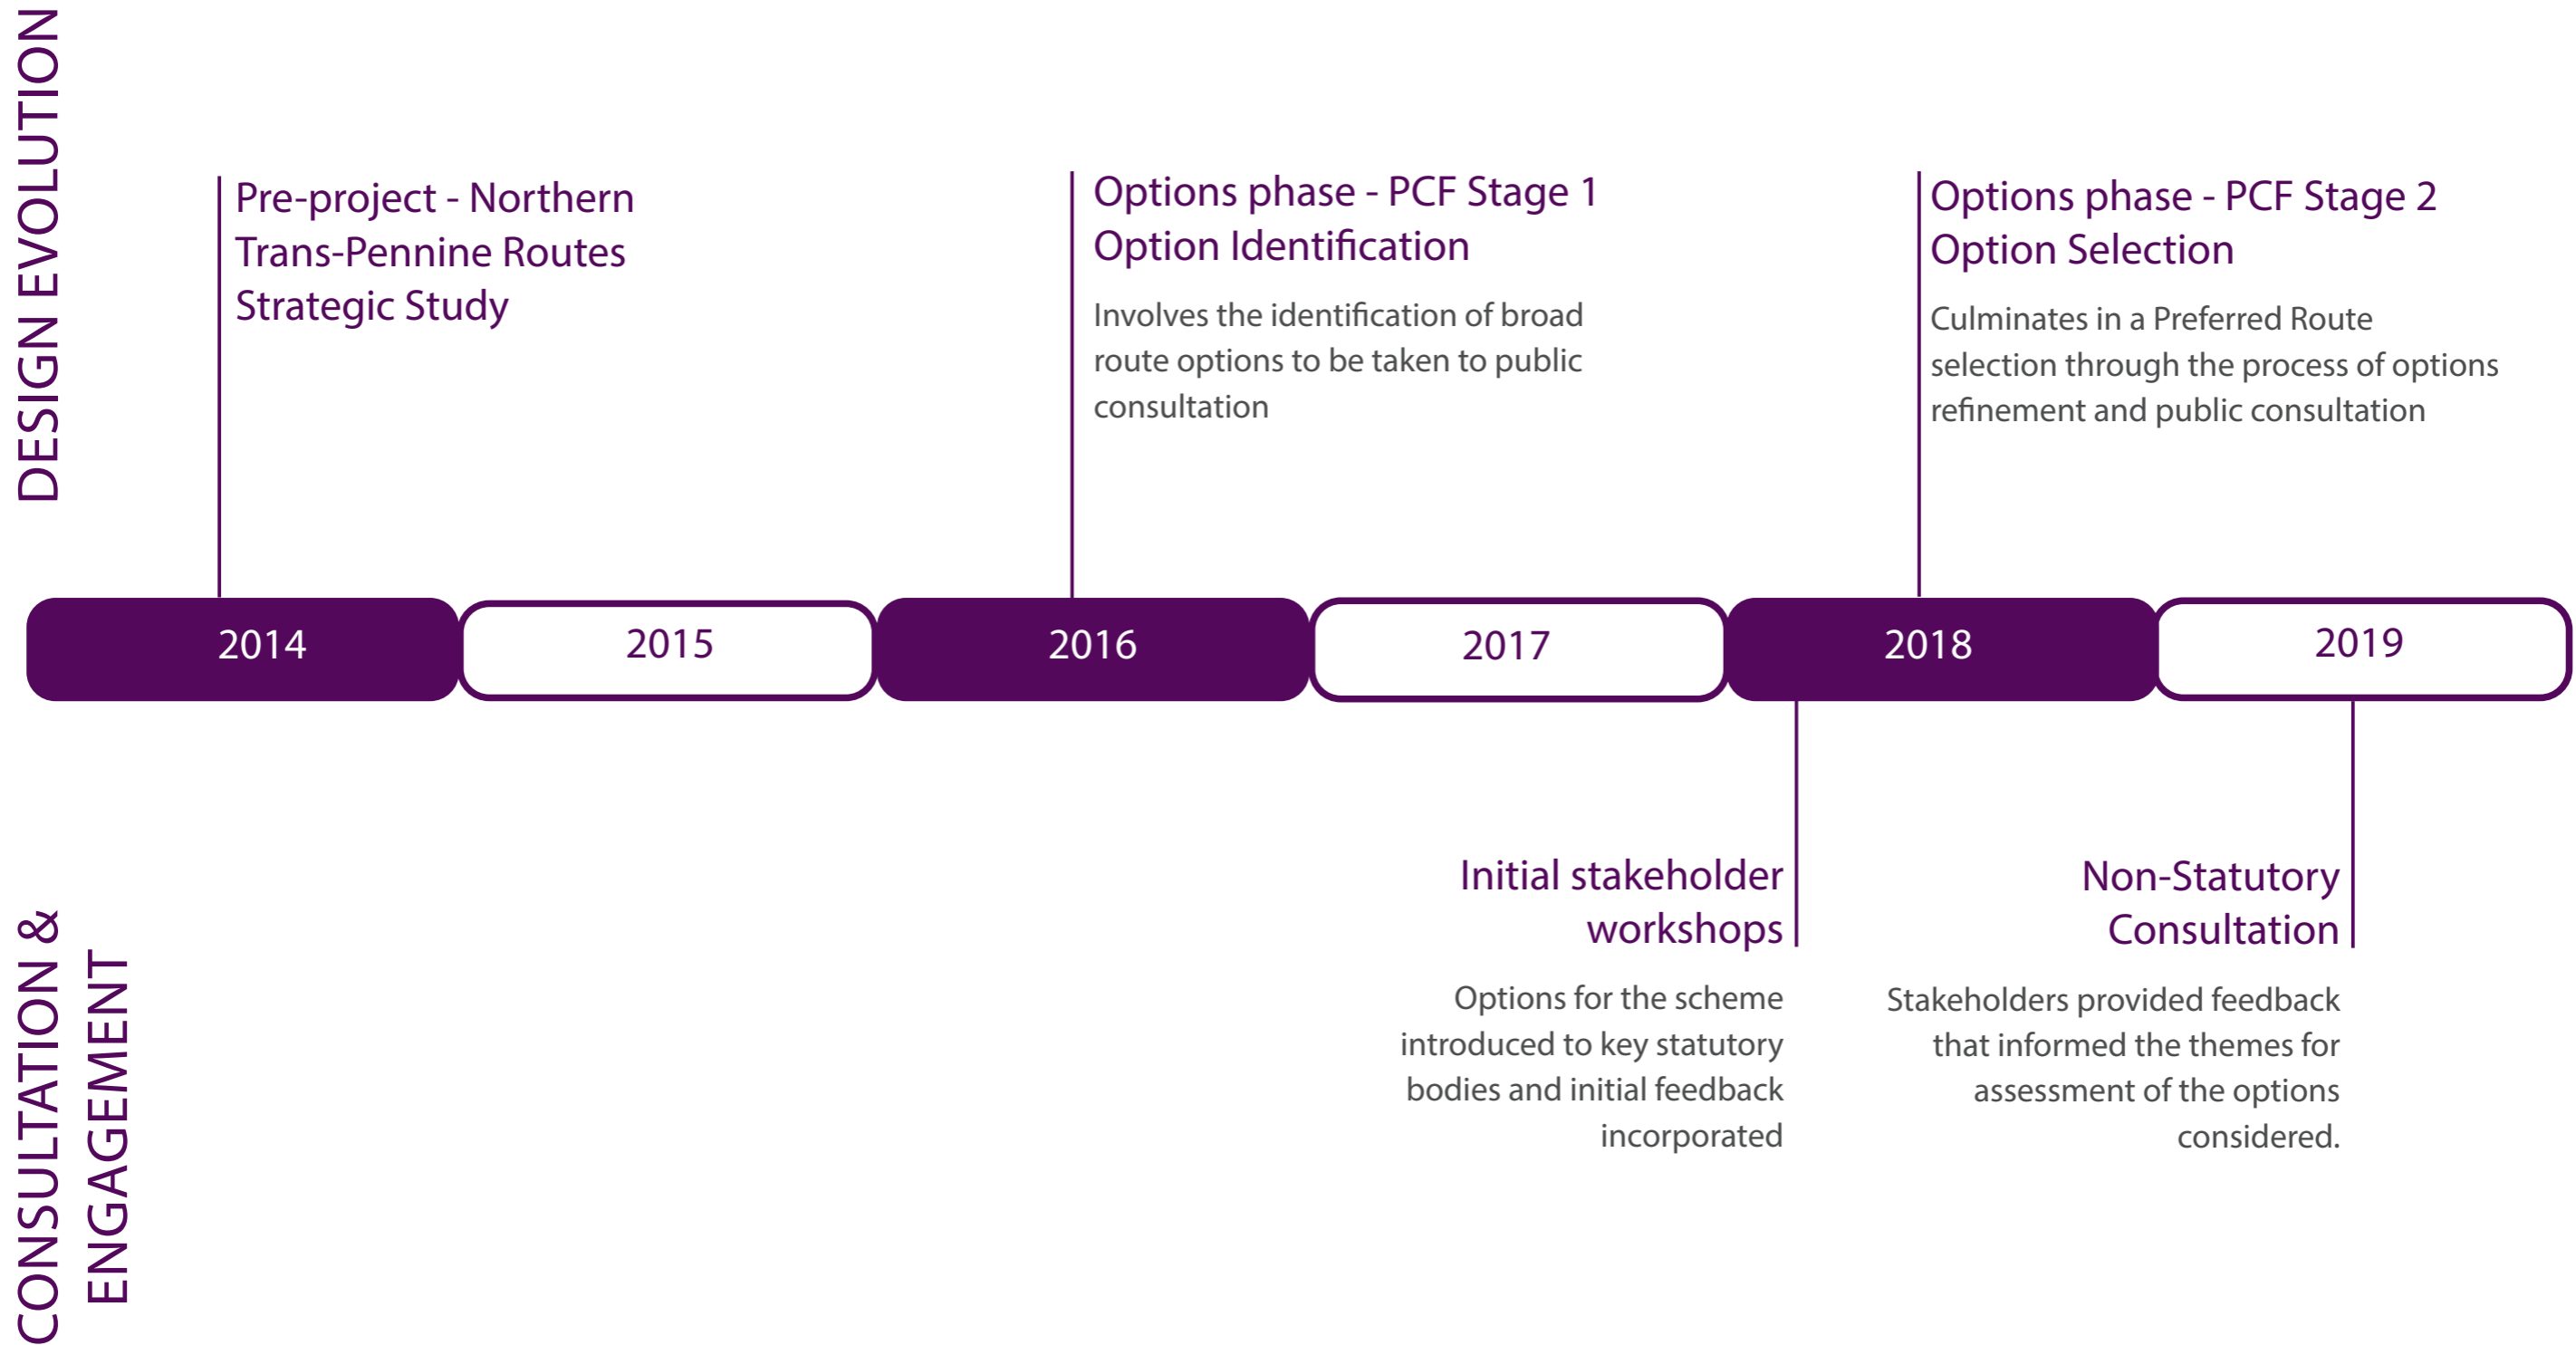 DESIGN EVOLUTION
Pre-project - Northern
Trans-Pennine Routes
Strategic Study
Options phase - PCF Stage 1
Option Identification
Involves the identification of broad
route options to be taken to public
consultation
Options phase - PCF Stage 2
Option Selection
Culminates in a Preferred Route
selection through the process of options
refinement and public consultation
2014
2015
2016
2017
2018
2019
CONSULTATION &
ENGAGEMENT
Initial stakeholder
workshops
Options for the scheme
introduced to key statutory
bodies and initial feedback
incorporated
Non-Statutory
Consultation
Stakeholders provided feedback
that informed the themes for
assessment of the options
considered.